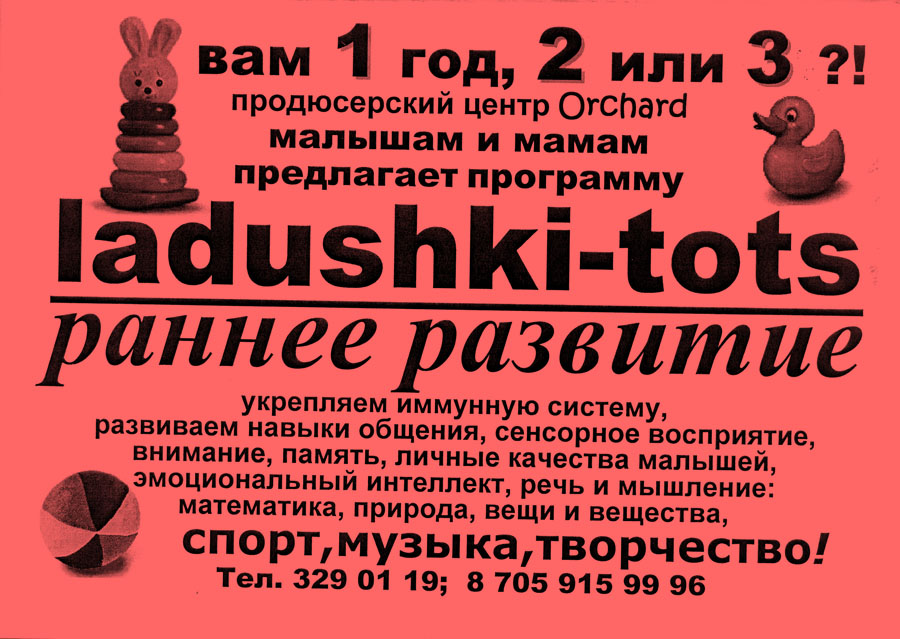 вам 1 год, 2 или 3 ?!
продюсерский центр Orchard
малышам и мамам
предлагает программу
ladushki-tots
раннее развитие
укрепляем иммунную систему,
развиваем навыки общения, сенсорное восприятие,
внимание, память, личные качества малышей,
эмоциональный интеллект, речь и мышление:
математика, природа, вещи и вещества,
спорт,музыка,творчество!
Тел. 329 01 19; 8 705 915 99 96